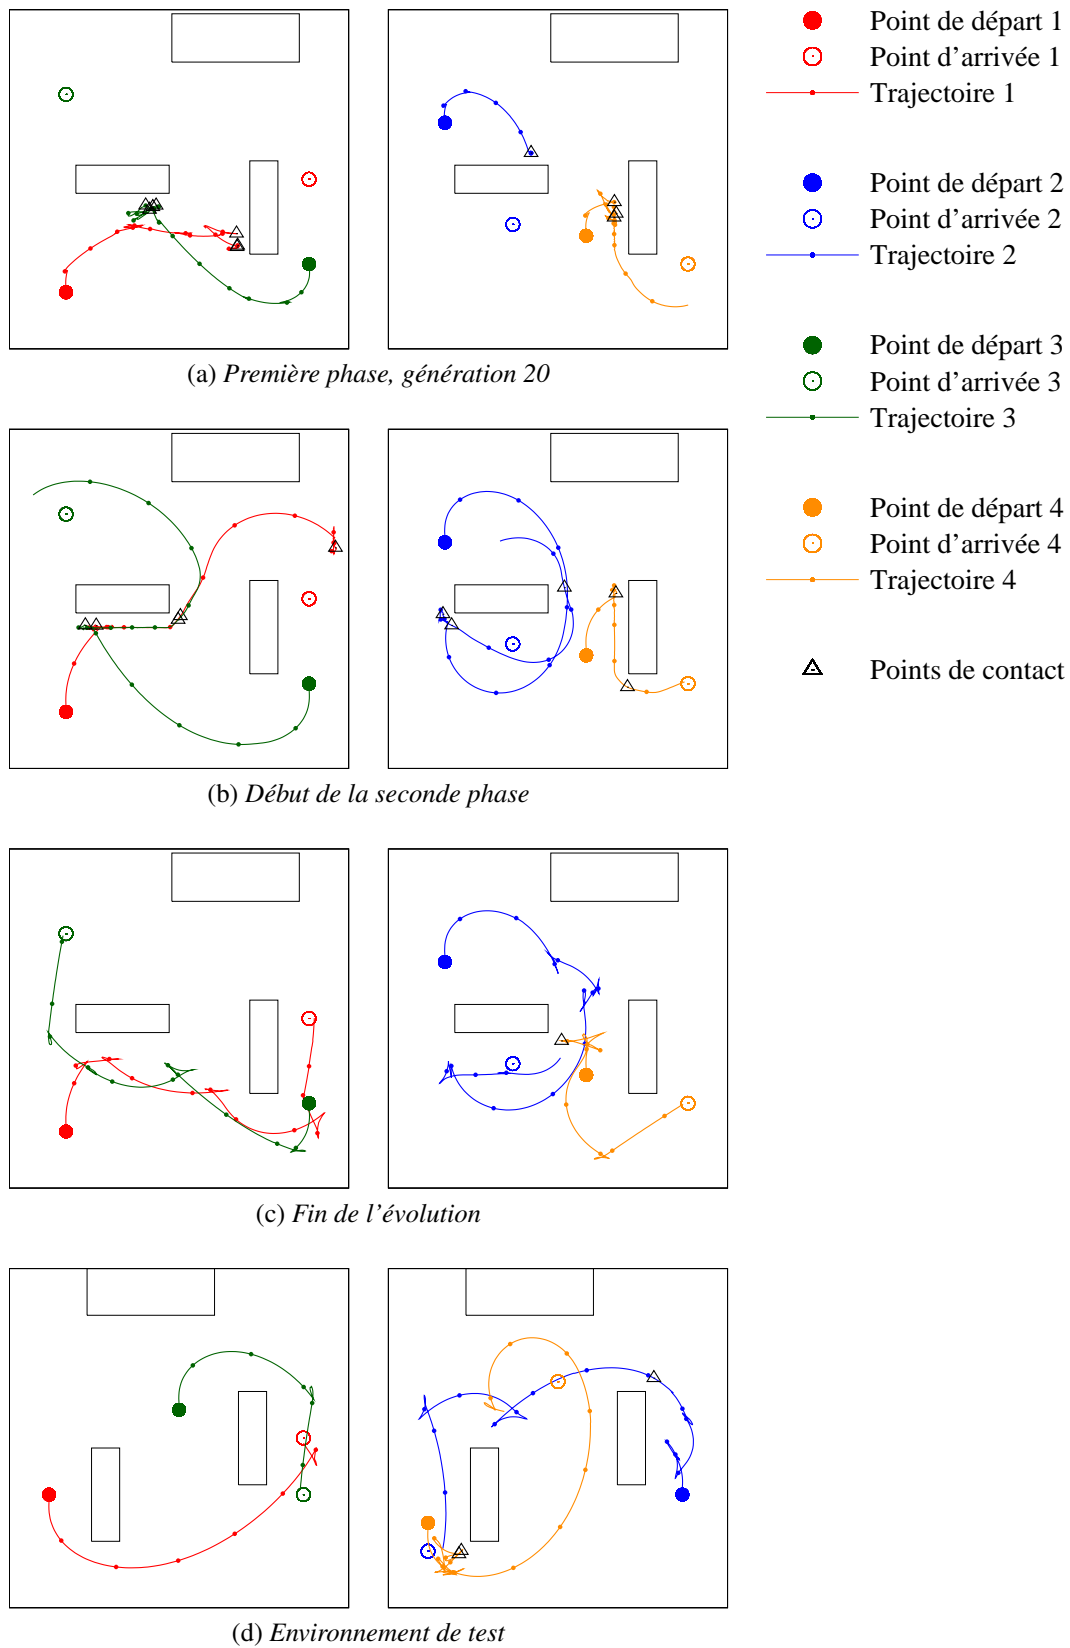 Point de départ 1
Point d'arrivée 1
Trajectoire 1
Point de départ 2
Point d'arrivée 2
Trajectoire 2
Point de départ 3
Point d'arrivée 3
Trajectoire 3
Point de départ 4
Point d'arrivée 4
Trajectoire 4
Points de contact
(a) Première phase, génération 20
(b) Début de la seconde phase
(c) Fin de l'évolution
(d) Environnement de test